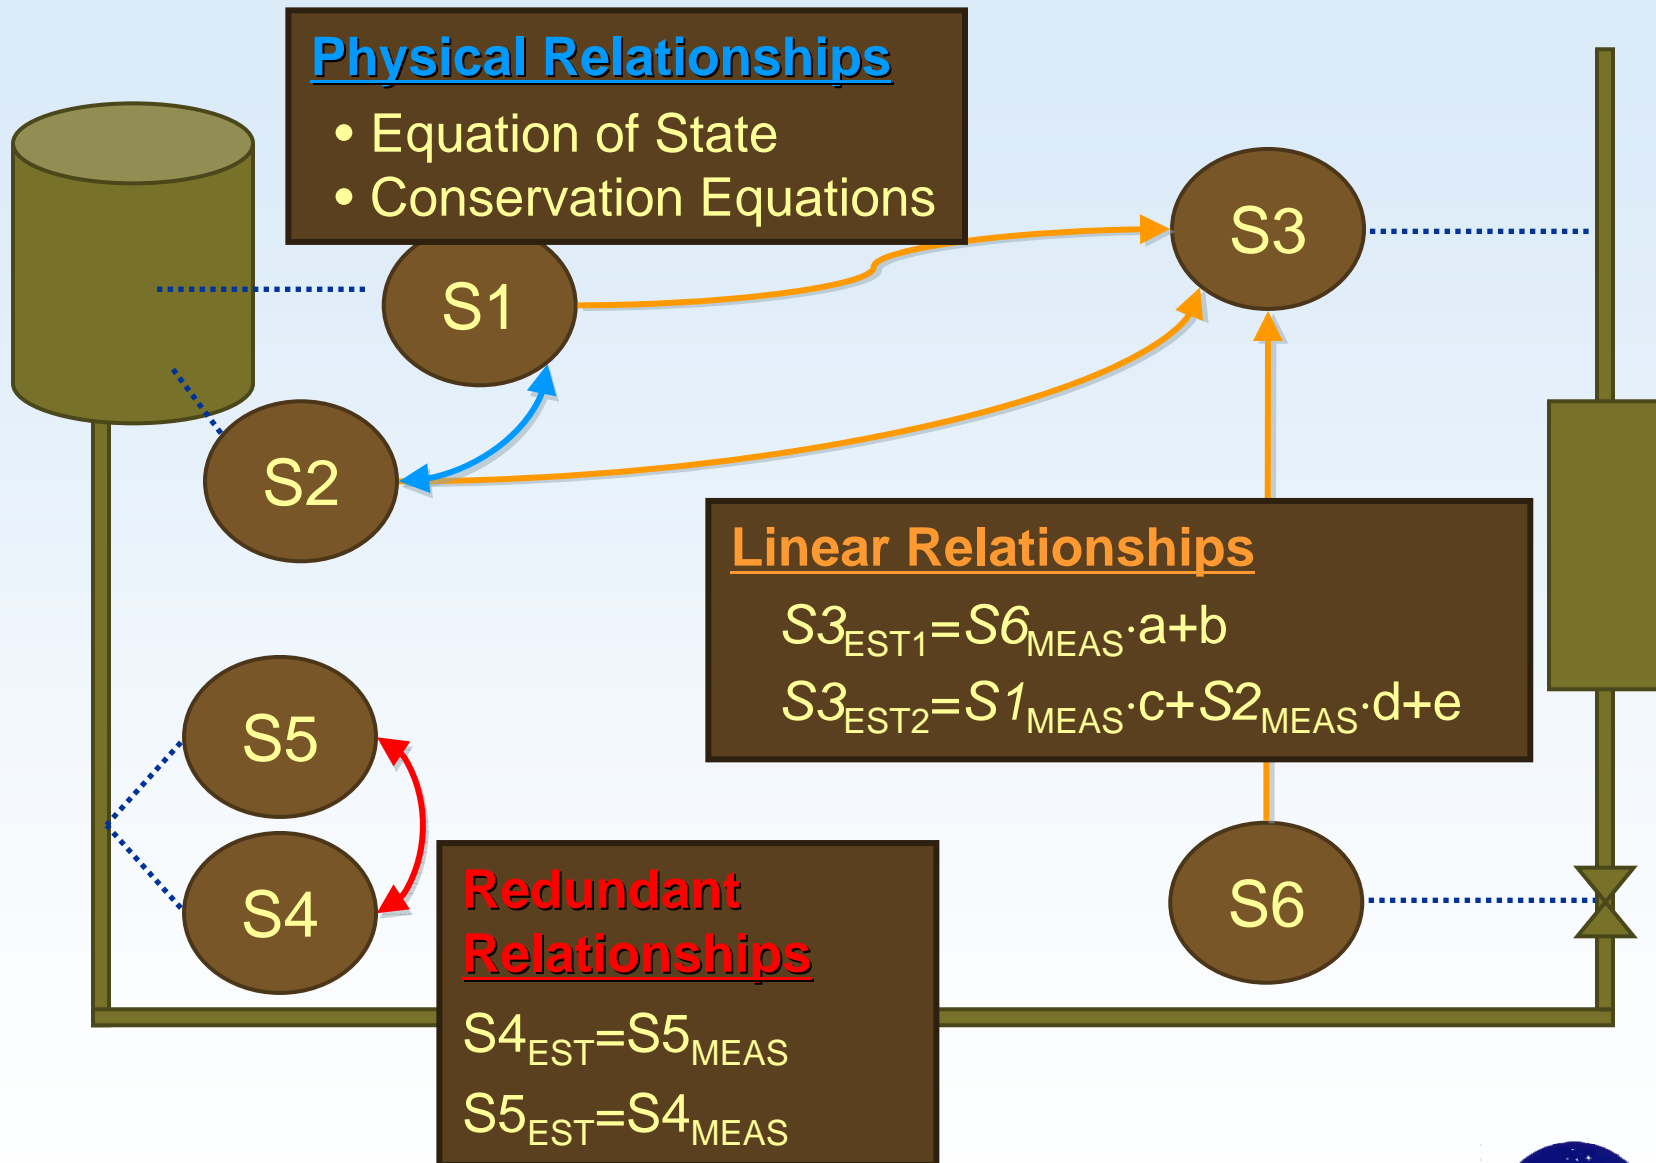 Physical Relationships
• Equation of State
• Conservation Equations
S1
S3
S2
Linear Relationships
S3EST1=S6MEAS·a+b
S3EST2=S1MEAS·c+S2MEAS·d+e
S5
S4
S6
Redundant
Relationships
S4EST=S5MEAS
S5EST=S4MEAS